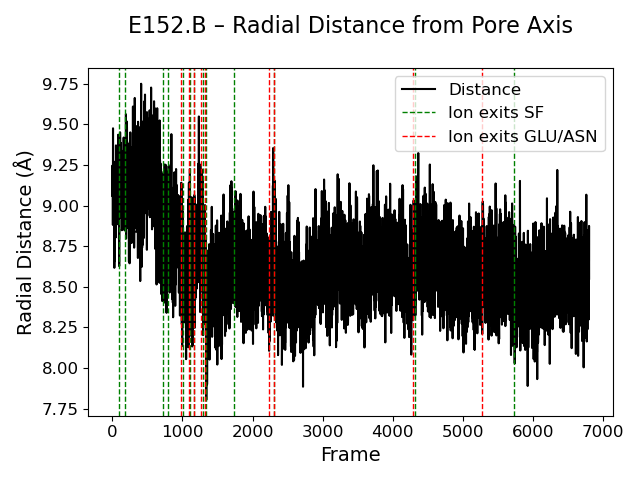 E152.B – Radial Distance from Pore Axis
Distance
Ion exits SF
Ion exits GLU/ASN
Radial Distance (Å)
9.75
9.50
9.25
9.00
8.75
8.50
8.25
8.00
7.75
0 1000 2000 3000 4000 5000 6000 7000
Frame